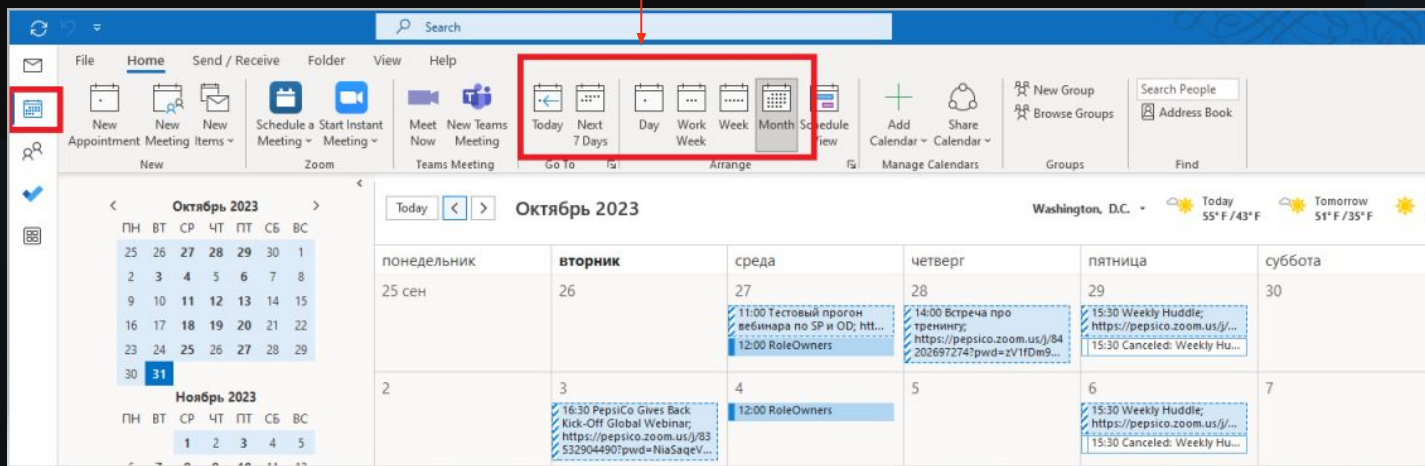 Search
File Home Send / Receive Folder View Help
New Appointment
New Meeting
New Items
Schedule a Meeting
Start Instant Meeting
Meet Now
New Teams Meeting
Today
Next 7 Days
Day
Work Week
Week
Month
Schedule View
Add Calendar
Share Calendar
New Group
Browse Groups
Search People
Address Book
New
Zoom
Teams Meeting
Go To
Arrange
Manage Calendars
Groups
Find
Октябрь 2023
ПН ВТ СР ЧТ ПТ СБ ВС
25 26 27 28 29 30 1
2 3 4 5 6 7 8
9 10 11 12 13 14 15
16 17 18 19 20 21 22
23 24 25 26 27 28 29
30 31
Ноябрь 2023
ПН ВТ СР ЧТ ПТ СБ ВС
1 2 3 4 5
Today
Октябрь 2023
Washington, D.C.
Today
55°F/43°F
Tomorrow
51°F/35°F
понедельник вторник среда четверг пятница суббота
25 сен 26 27 28 29 30
11:00 Тестовый прогон
вебинара по SP и OD; htt...
12:00 RoleOwners
14:00 Встреча про
тренингу;
https://pepsico.zoom.us/j/84
202697274?pwd=zV1fDm9...
15:30 Weekly Huddle;
https://pepsico.zoom.us/j/...
15:30 Canceled: Weekly Hu...
2 3 4 5 6 7
16:30 PepsiCo Gives Back
Kick-Off Global Webinar;
https://pepsico.zoom.us/j/83
532904490?pwd=NiaSaqeV...
12:00 RoleOwners
15:30 Weekly Huddle;
https://pepsico.zoom.us/j/...
15:30 Canceled: Weekly Hu...